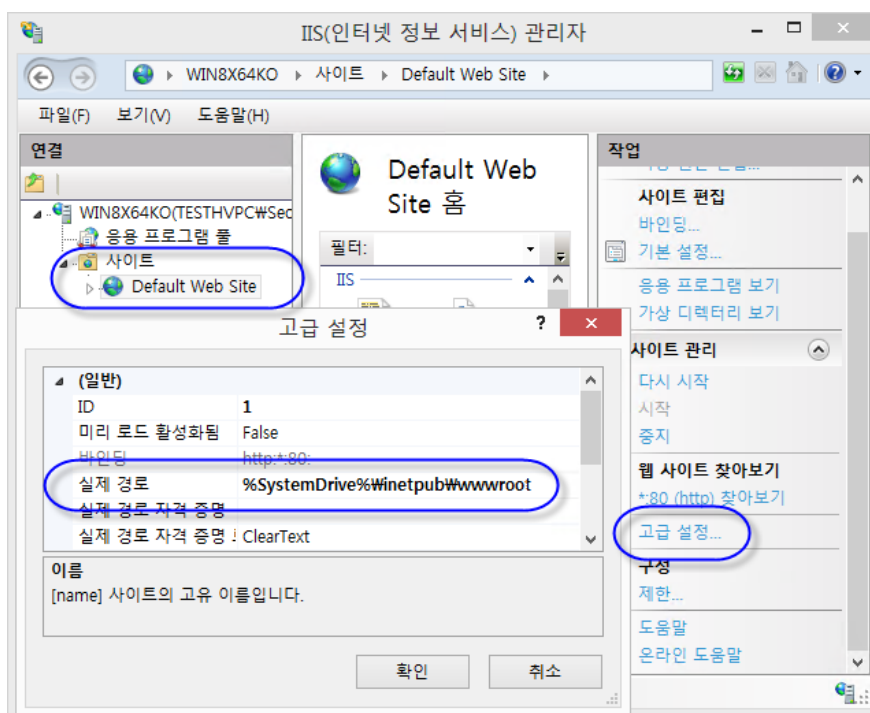 IIS(인터넷 정보 서비스) 관리자
WIN8X64KO ▸ 사이트 ▸ Default Web Site ▸
파일(F) 보기(V) 도움말(H)
연결
WIN8X64KO(TESTHVPC₩Sec
응용 프로그램 풀
사이트
Default Web Site
Default Web
Site 홈
필터:
IIS
작업
사이트 편집
바인딩...
기본 설정...
응용 프로그램 보기
가상 디렉터리 보기
사이트 관리
다시 시작
시작
중지
웹 사이트 찾아보기
*:80 (http) 찾아보기
고급 설정...
구성
제한...
도움말
온라인 도움말
고급 설정
(일반)
ID 1
미리 로드 활성화됨 False
바인딩 http:*:80:
실제 경로 %SystemDrive%₩inetpub₩wwwroot
실제 경로 자격 증명
실제 경로 자격 증명 ClearText
이름
[name] 사이트의 고유 이름입니다.
확인 취소